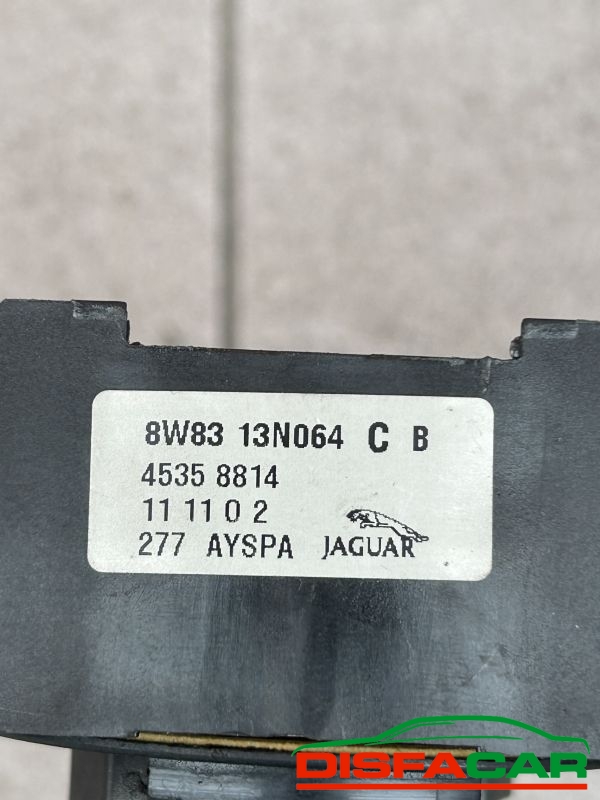 8W83 13N064 C B
4535 8814
11 11 0 2
277 AYSPA JAGUAR
DISFACAR